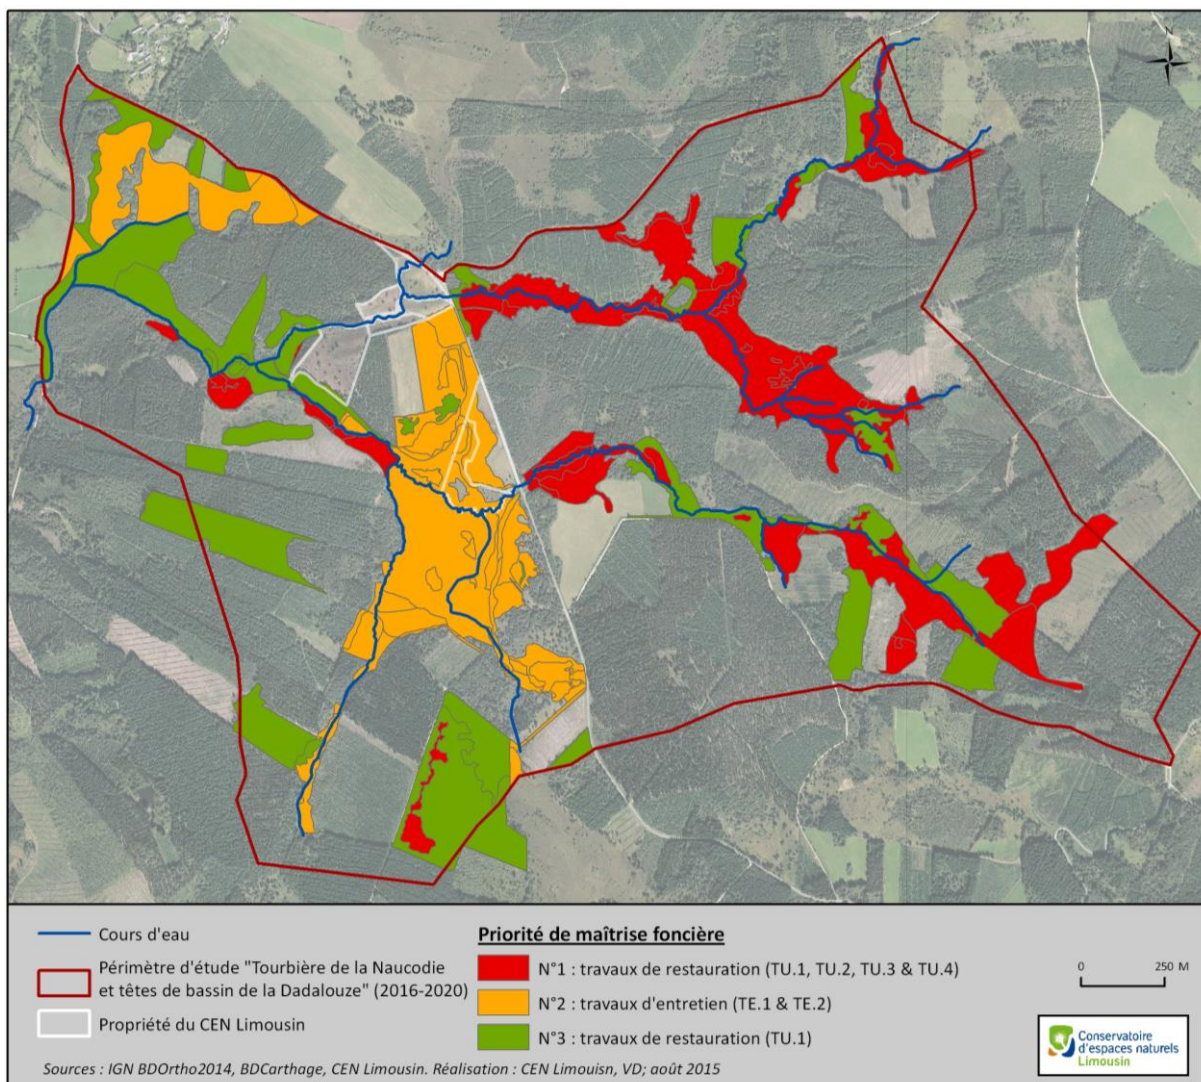 N
Cours d'eau
Périmètre d'étude "Tourbière de la Naucodie
et têtes de bassin de la Dadalouze" (2016-2020)
Propriété du CEN Limousin
Priorité de maîtrise foncière
N°1 : travaux de restauration (TU.1, TU.2, TU.3 & TU.4)
N°2 : travaux d'entretien (TE.1 & TE.2)
N°3 : travaux de restauration (TU.1)
0 250 M
Conservatoire
d'espaces naturels
Limousin
Sources : IGN BDOrtho2014, BDCarthage, CEN Limousin. Réalisation : CEN Limouisn, VD; août 2015